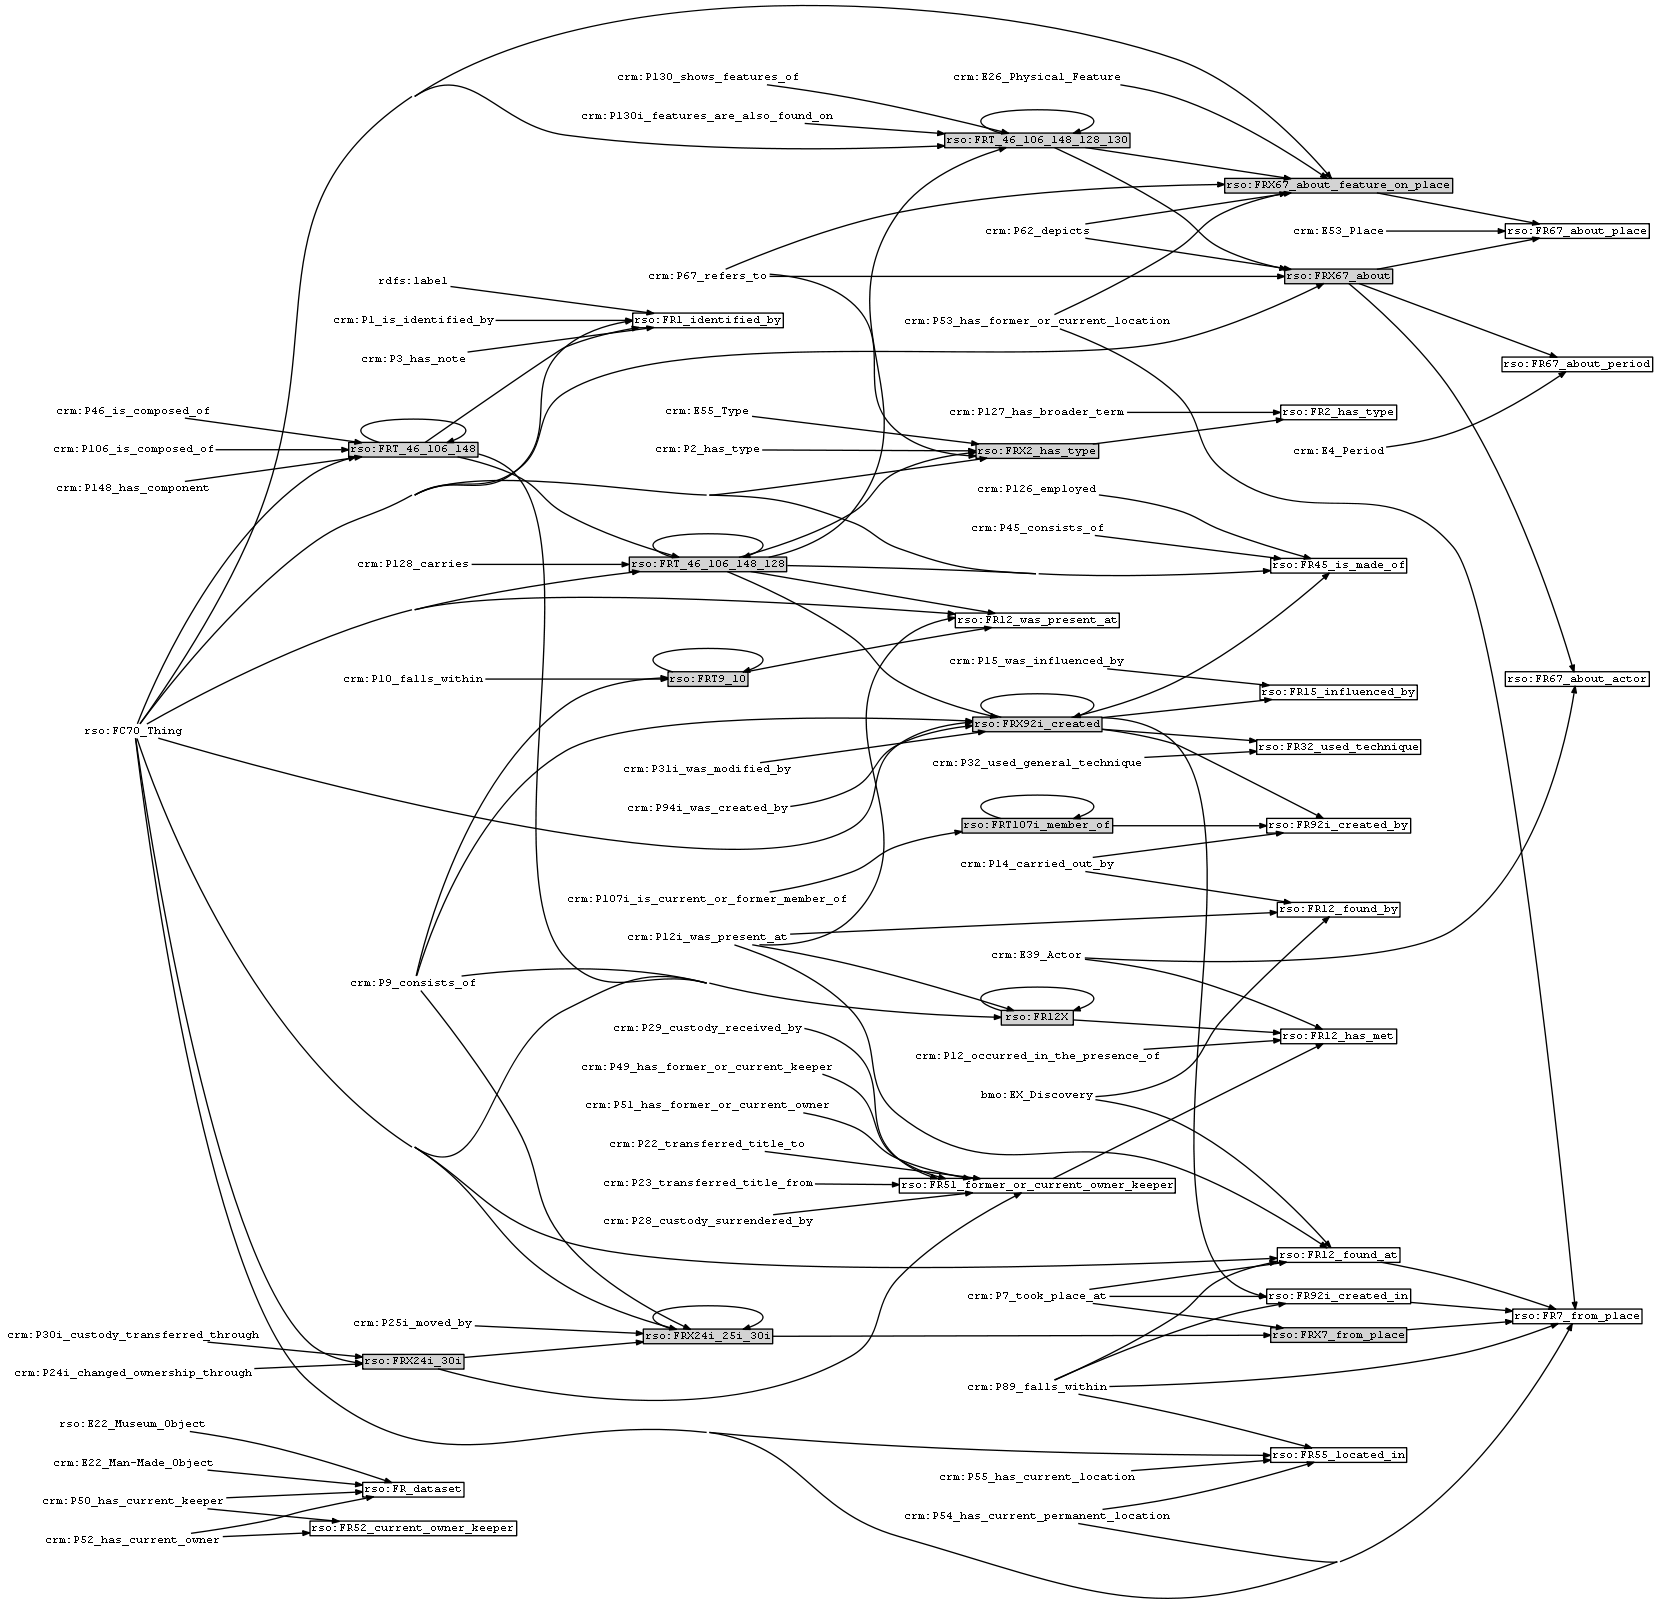 crm:P130_shows_features_of
crm:E26_Physical_Feature
crm:P130i_features_are_also_found_on
rso:FRT_46_106_148_128_130
rso:FRX67_about_feature_on_place
crm:P62_depicts
crm:E53_Place
rso:FR67_about_place
crm:P67_refers_to
rso:FRX67_about
rdfs:label
crm:P1_is_identified_by
rso:FR1_identified_by
crm:P53_has_former_or_current_location
crm:P3_has_note
rso:FR67_about_period
crm:P46_is_composed_of
crm:E55_Type
crm:P127_has_broader_term
rso:FR2_has_type
crm:P106_is_composed_of
rso:FRT_46_106_148
crm:P2_has_type
rso:FRX2_has_type
crm:E4_Period
crm:P148_has_component
crm:P126_employed
crm:P45_consists_of
crm:P128_carries
rso:FRT_46_106_148_128
rso:FR45_is_made_of
rso:FR12_was_present_at
crm:P10_falls_within
rso:FRT9_10
crm:P15_was_influenced_by
rso:FR15_influenced_by
rso:FR67_about_actor
rso:FC70_Thing
rso:FRX92i_created
rso:FR32_used_technique
crm:P31i_was_modified_by
crm:P32_used_general_technique
crm:P94i_was_created_by
rso:FRT107i_member_of
rso:FR92i_created_by
crm:P14_carried_out_by
crm:P107i_is_current_or_former_member_of
rso:FR12_found_by
crm:P12i_was_present_at
crm:E39_Actor
crm:P9_consists_of
rso:FR12X
crm:P29_custody_received_by
rso:FR12_has_met
crm:P12_occurred_in_the_presence_of
crm:P49_has_former_or_current_keeper
bmo:EX_Discovery
crm:P51_has_former_or_current_owner
crm:P22_transferred_title_to
crm:P23_transferred_title_from
rso:FR51_former_or_current_owner_keeper
crm:P28_custody_surrendered_by
rso:FR12_found_at
crm:P7_took_place_at
rso:FR92i_created_in
rso:FR7_from_place
crm:P25i_moved_by
crm:P30i_custody_transferred_through
rso:FRX24i_25i_30i
rso:FRX7_from_place
rso:FRX24i_30i
crm:P24i_changed_ownership_through
crm:P89_falls_within
rso:E22_Museum_Object
rso:FR55_located_in
crm:E22_Man-Made_Object
crm:P55_has_current_location
rso:FR_dataset
crm:P50_has_current_keeper
crm:P54_has_current_permanent_location
rso:FR52_current_owner_keeper
crm:P52_has_current_owner